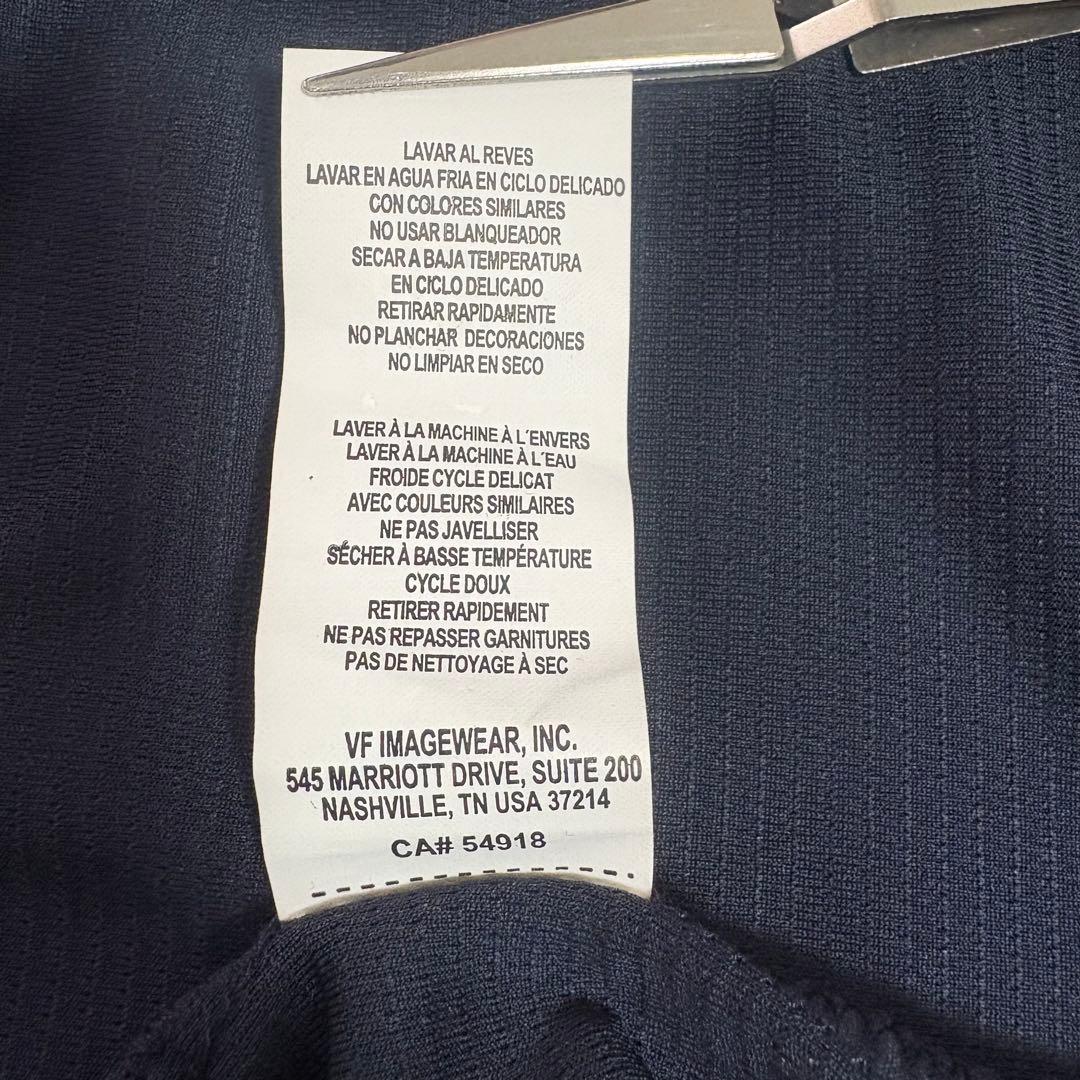 LAVAR AL REVES
LAVAR EN AGUA FRIA EN CICLO DELICADO
CON COLORES SIMILARES
NO USAR BLANQUEADOR
SECAR A BAJA TEMPERATURA
EN CICLO DELICADO
RETIRAR RAPIDAMENTE
NO PLANCHAR DECORACIONES
NO LIMPIAR EN SECO
LAVER À LA MACHINE À L´ENVERS
LAVER À LA MACHINE À L´EAU
FROIDE CYCLE DELICAT
AVEC COULEURS SIMILAIRES
NE PAS JAVELLISER
SÉCHER À BASSE TEMPÉRATURE
CYCLE DOUX
RETIRER RAPIDEMENT
NE PAS REPASSER GARNITURES
PAS DE NETTOYAGE À SEC
VF IMAGEWEAR, INC.
545 MARRIOTT DRIVE, SUITE 200
NASHVILLE, TN USA 37214
CA# 54918